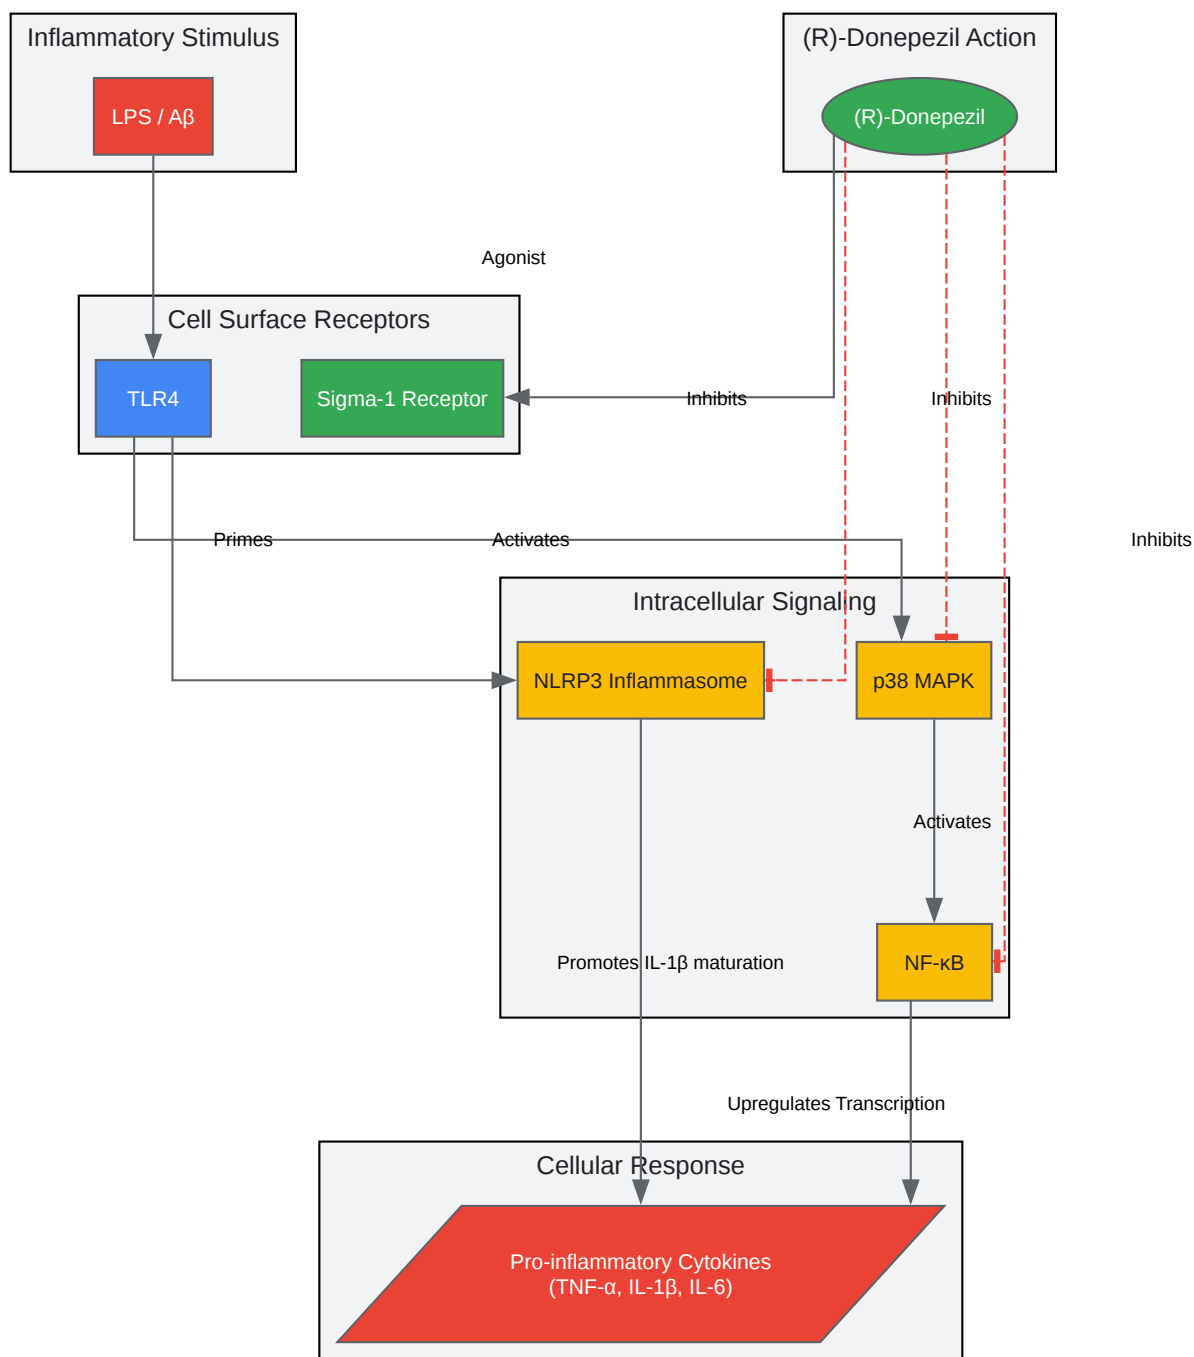 Inflammatory Stimulus
(R)-Donepezil Action
LPS / Aβ
(R)-Donepezil
Agonist
Cell Surface Receptors
TLR4
Sigma-1 Receptor
Inhibits
Inhibits
Primes
Activates
Inhibits
Intracellular Signaling
NLRP3 Inflammasome
p38 MAPK
Activates
Promotes IL-1β maturation
NF-κB
Upregulates Transcription
Cellular Response
Pro-inflammatory Cytokines
(TNF-α, IL-1β, IL-6)